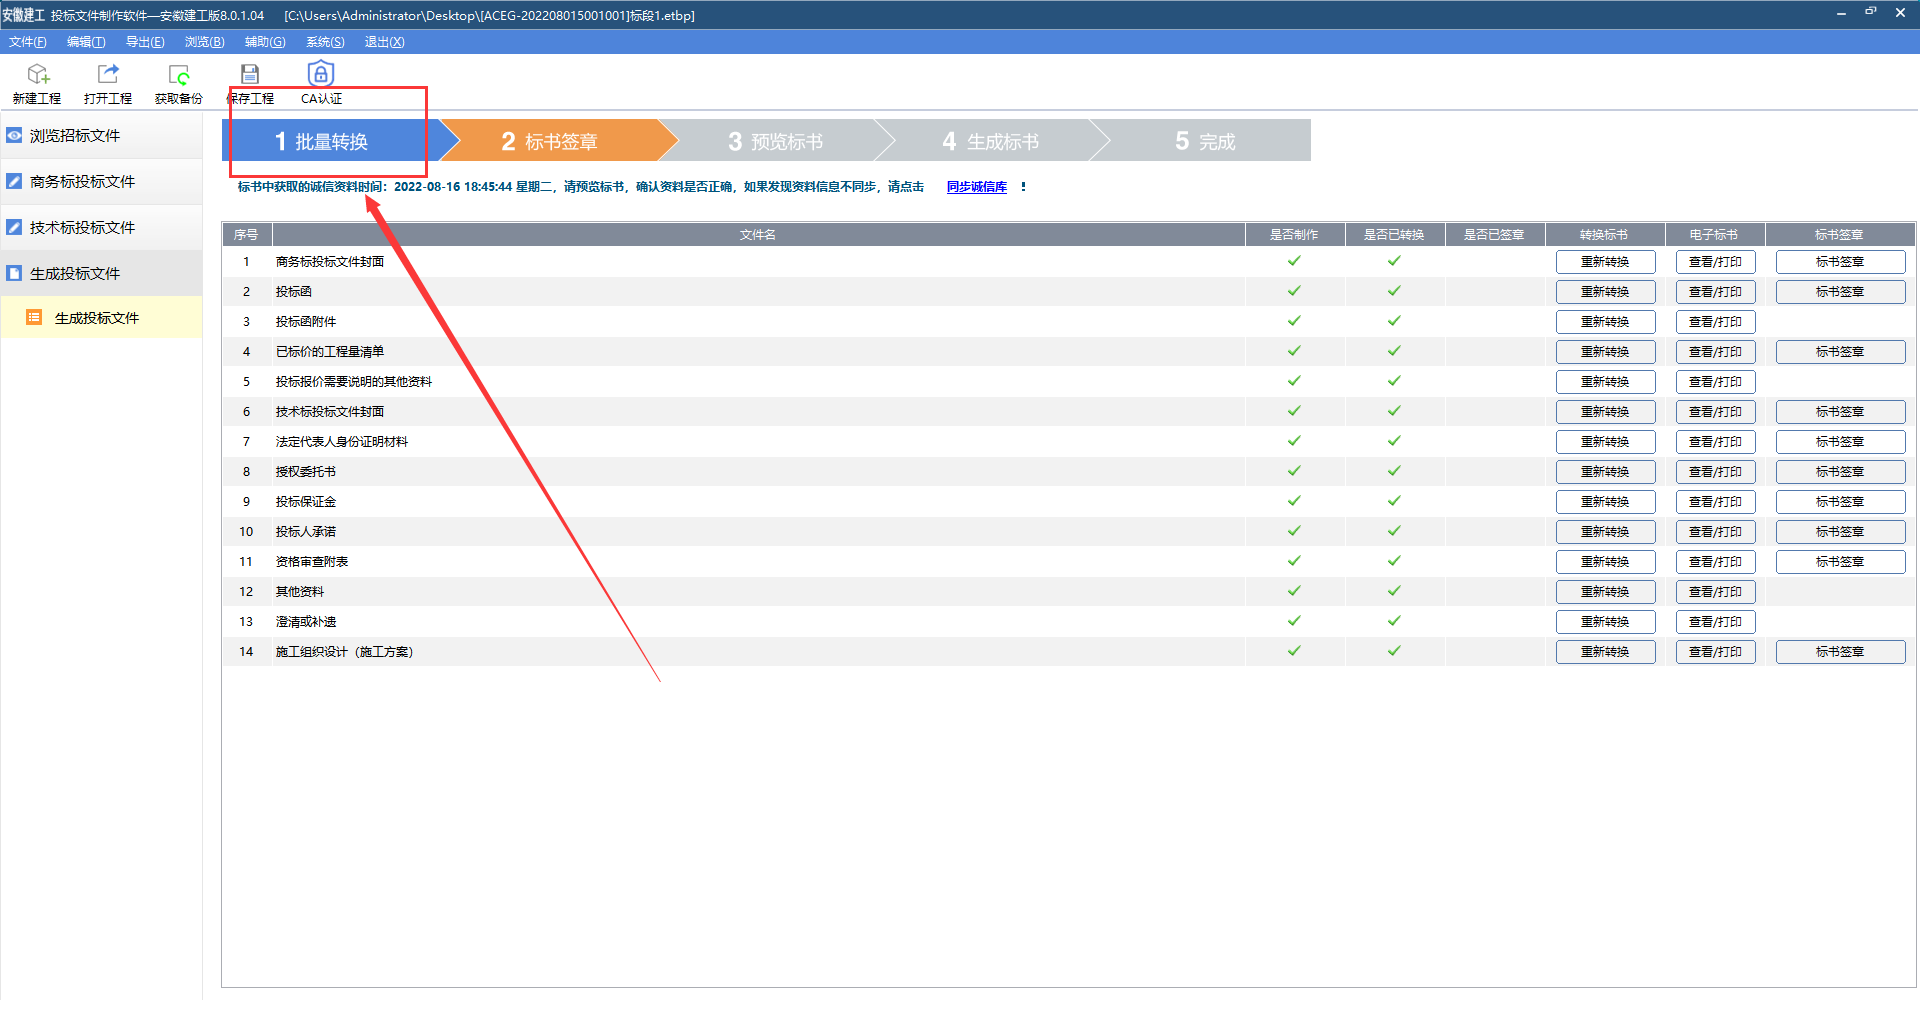 安徽建工 投标文件制作软件—安徽建工版8.0.1.04 [C:\Users\Administrator\Desktop\[ACEG-202208015001001]标段1.etbp]
文件(F) 编辑(T) 导出(E) 浏览(B) 辅助(G) 系统(S) 退出(X)
新建工程 打开工程 获取备份 保存工程 CA认证
浏览招标文件
商务标投标文件
技术标投标文件
生成投标文件
生成投标文件
1 批量转换 2 标书签章 3 预览标书 4 生成标书 5 完成
标书中获取的诚信资料时间：2022-08-16 18:45:44 星期二，请预览标书，确认资料是否正确，如果发现资料信息不同步，请点击 同步诚信库 ！
序号 文件名 是否制作 是否已转换 是否已签章 转换标书 电子标书 标书签章
1 商务标投标文件封面 重新转换 查看/打印 标书签章
2 投标函 重新转换 查看/打印 标书签章
3 投标函附件 重新转换 查看/打印
4 已标价的工程量清单 重新转换 查看/打印 标书签章
5 投标报价需要说明的其他资料 重新转换 查看/打印
6 技术标投标文件封面 重新转换 查看/打印 标书签章
7 法定代表人身份证明材料 重新转换 查看/打印 标书签章
8 授权委托书 重新转换 查看/打印 标书签章
9 投标保证金 重新转换 查看/打印 标书签章
10 投标人承诺 重新转换 查看/打印 标书签章
11 资格审查附表 重新转换 查看/打印 标书签章
12 其他资料 重新转换 查看/打印
13 澄清或补遗 重新转换 查看/打印
14 施工组织设计（施工方案） 重新转换 查看/打印 标书签章